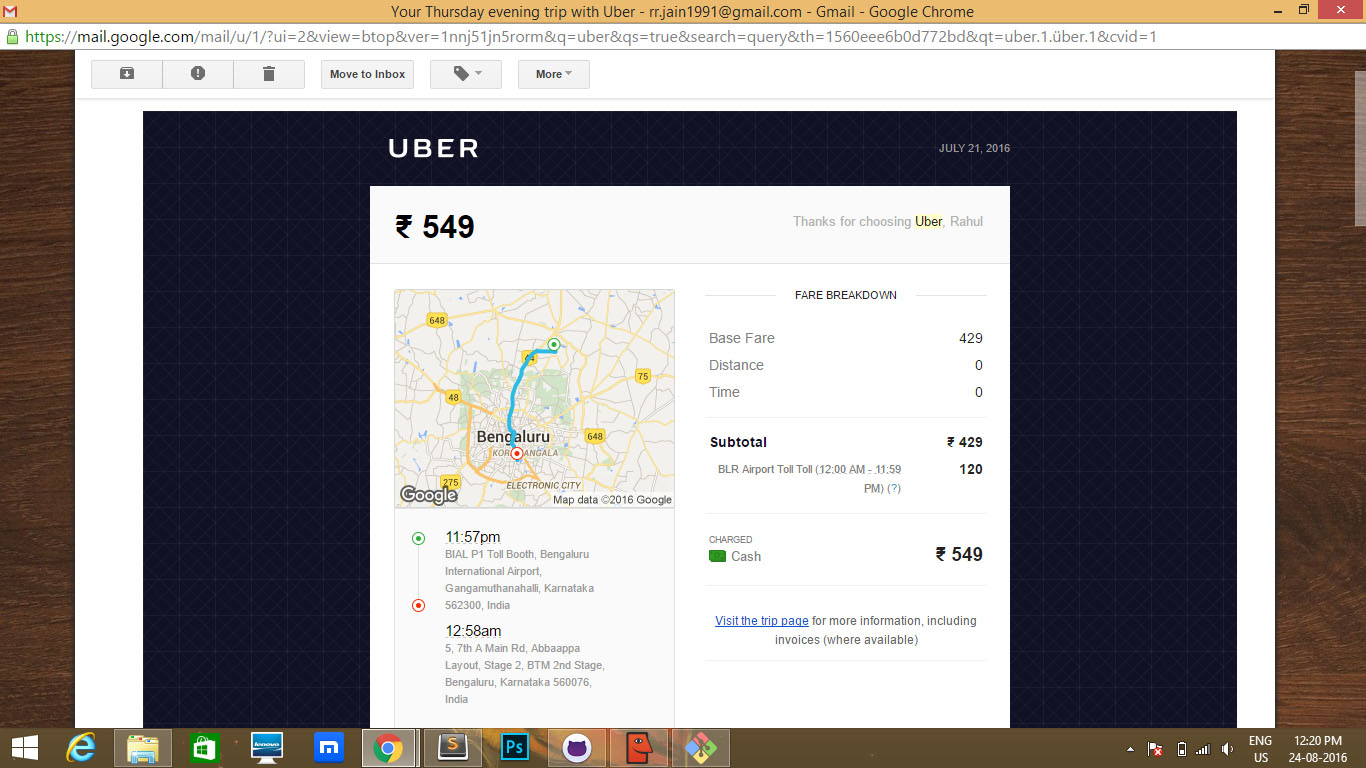 Your Thursday evening trip with Uber - rr.jain1991@gmail.com - Gmail - Google Chrome
https://mail.google.com/mail/u/1/?ui=2&view=btop&ver=1nnj51jn5rorm&q=uber&qs=true&search=query&th=1560eee6b0d772bd&qt=uber.1.über.1&cvid=1
Move to Inbox
More
UBER
JULY 21, 2016
₹ 549
Thanks for choosing Uber, Rahul
648
44
75
48
Bengaluru
648
KORAMANGALA
275
ELECTRONIC CITY
Google
Map data ©2016 Google
11:57pm
BIAL P1 Toll Booth, Bengaluru
International Airport,
Gangamuthanahalli, Karnataka
562300, India
12:58am
5, 7th A Main Rd, Abbaappa
Layout, Stage 2, BTM 2nd Stage,
Bengaluru, Karnataka 560076,
India
FARE BREAKDOWN
Base Fare 429
Distance 0
Time 0
Subtotal ₹ 429
BLR Airport Toll Toll (12:00 AM - 11:59 120
PM) (?)
CHARGED
Cash ₹ 549
Visit the trip page for more information, including
invoices (where available)
lenovo
m
S
Ps
ENG
US
12:20 PM
24-08-2016